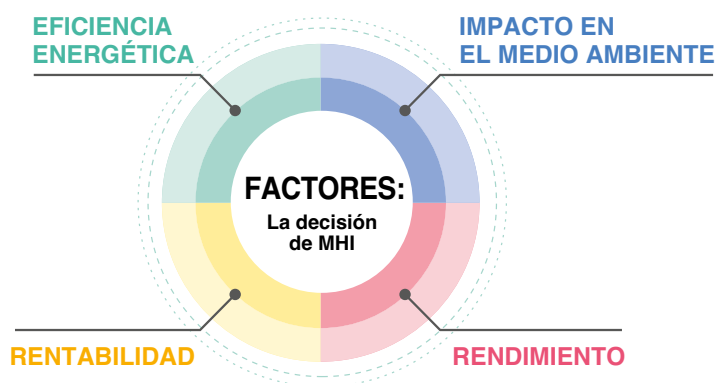 EFICIENCIA
ENERGÉTICA
IMPACTO EN
EL MEDIO AMBIENTE
FACTORES:
La decisión
de MHI
RENTABILIDAD
RENDIMIENTO